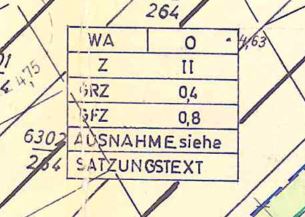 264
WA O
4,63
Z II
4,75
GRZ 0,4
GFZ 0,8
6302 AUSNAHME siehe
264 SATZUNGSTEXT